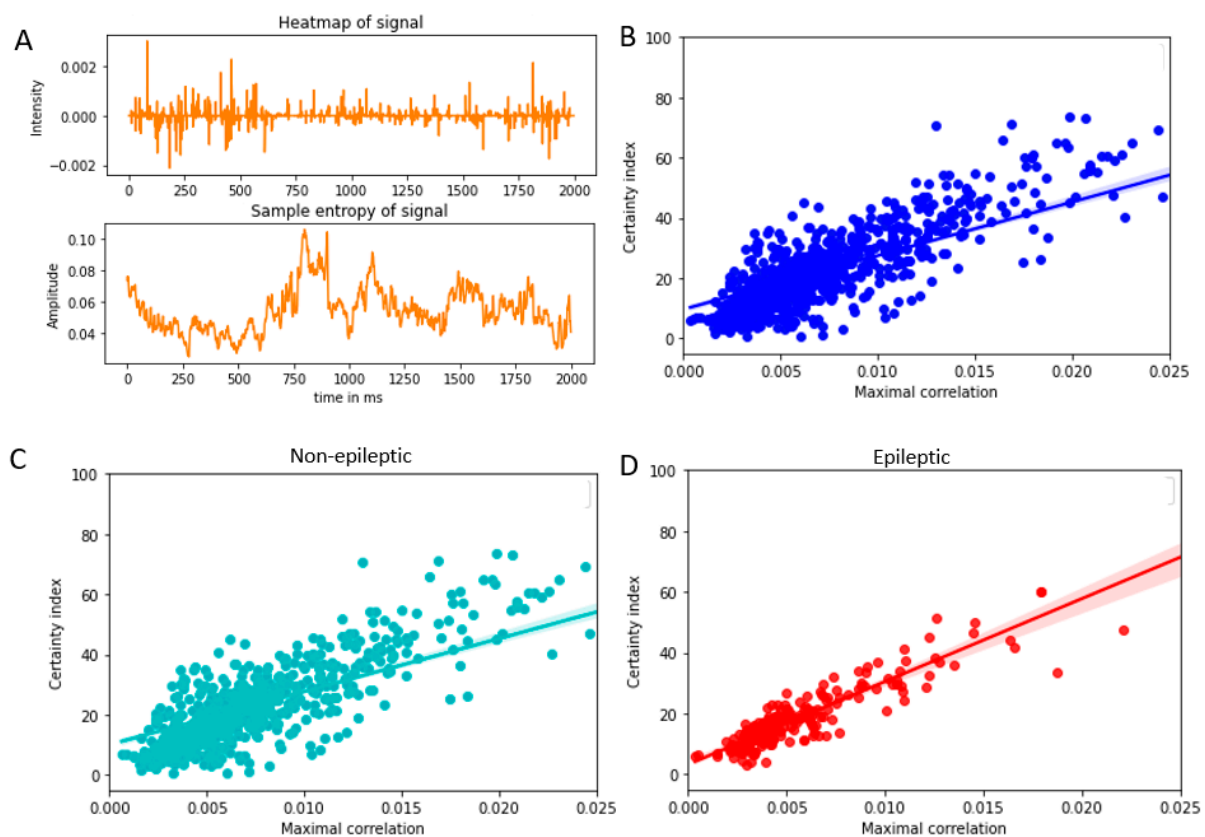 A
Heatmap of signal
Intensity
0.002
0.000
−0.002
0 250 500 750 1000 1250 1500 1750 2000
Sample entropy of signal
Amplitude
0.10
0.08
0.06
0.04
0 250 500 750 1000 1250 1500 1750 2000
time in ms
B
Certainty index
100
80
60
40
20
0
0.000 0.005 0.010 0.015 0.020 0.025
Maximal correlation
C
Non-epileptic
Certainty index
100
80
60
40
20
0
0.000 0.005 0.010 0.015 0.020 0.025
Maximal correlation
D
Epileptic
Certainty index
100
80
60
40
20
0
0.000 0.005 0.010 0.015 0.020 0.025
Maximal correlation